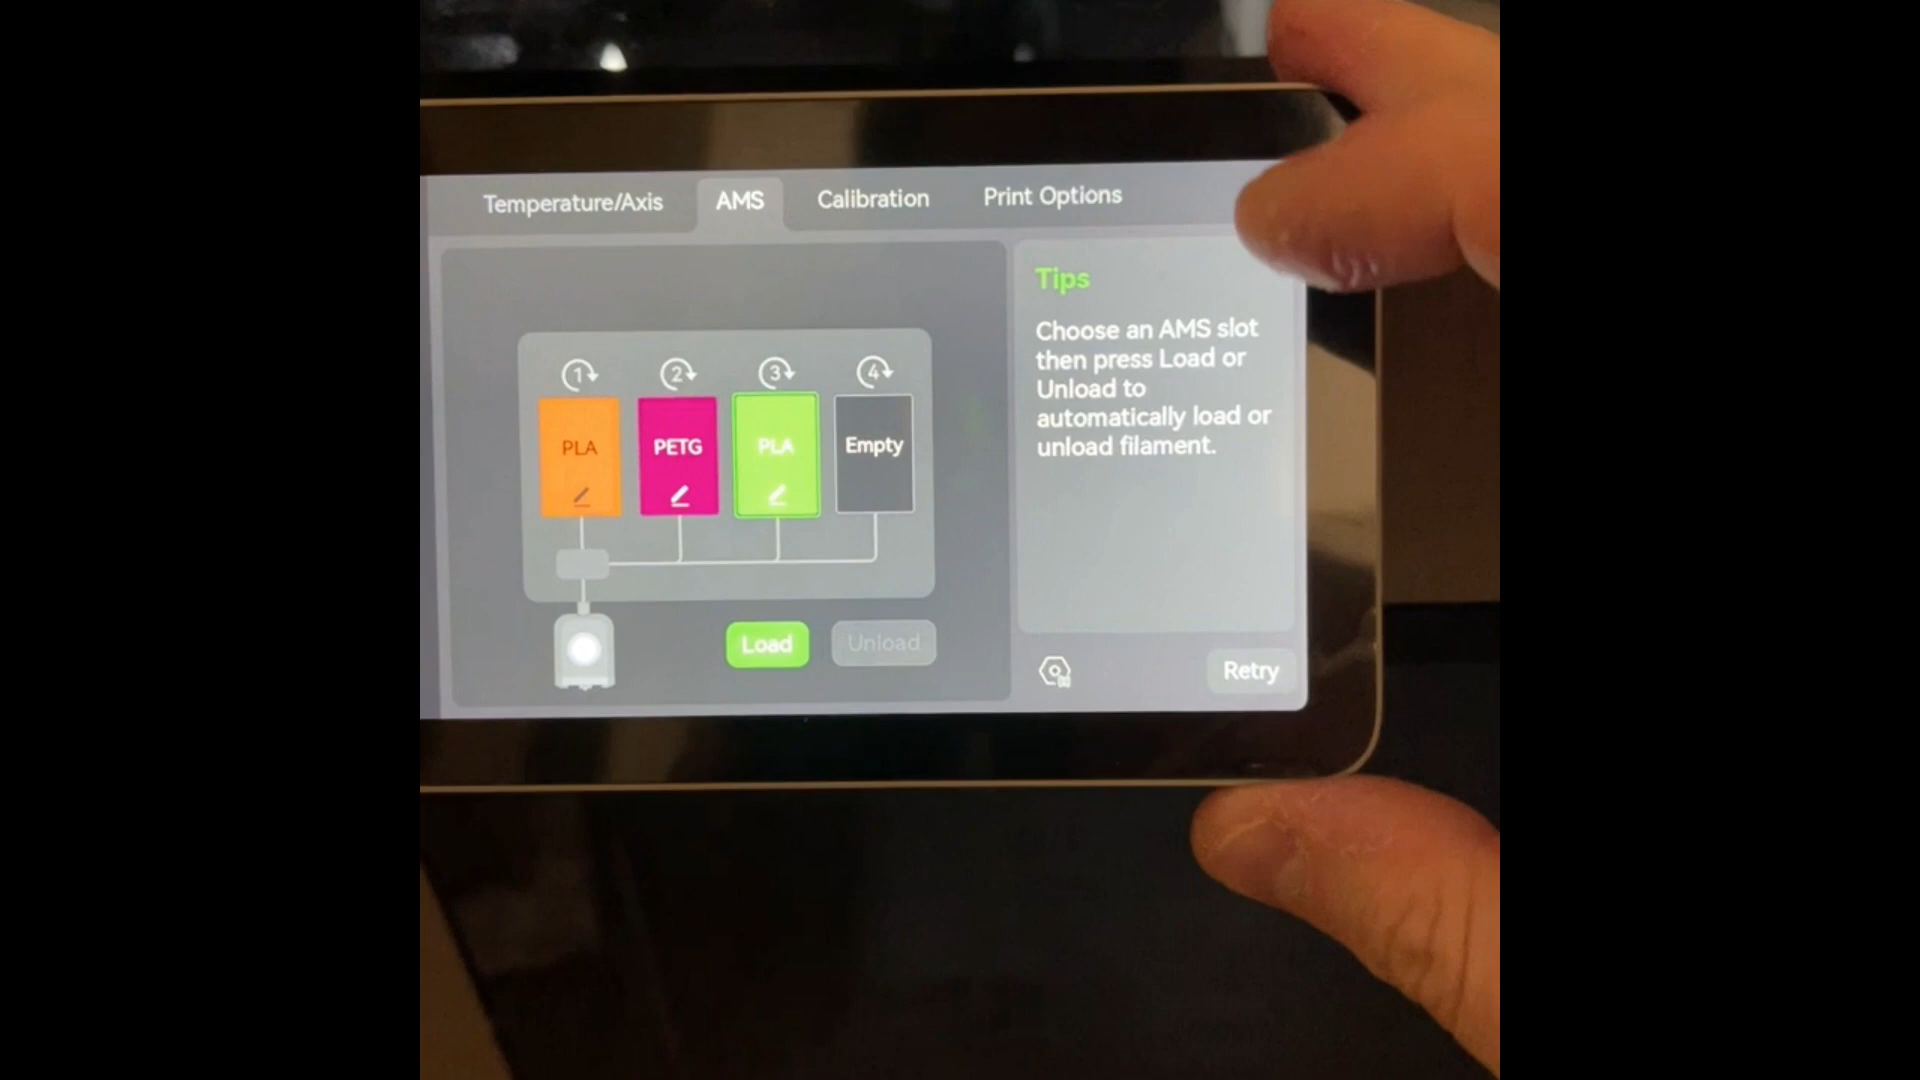 Temperature/Axis AMS Calibration Print Options
1 2 3 4
PLA PETG PLA Empty
Load Unload
Tips
Choose an AMS slot
then press Load or
Unload to
automatically load or
unload filament.
Retry